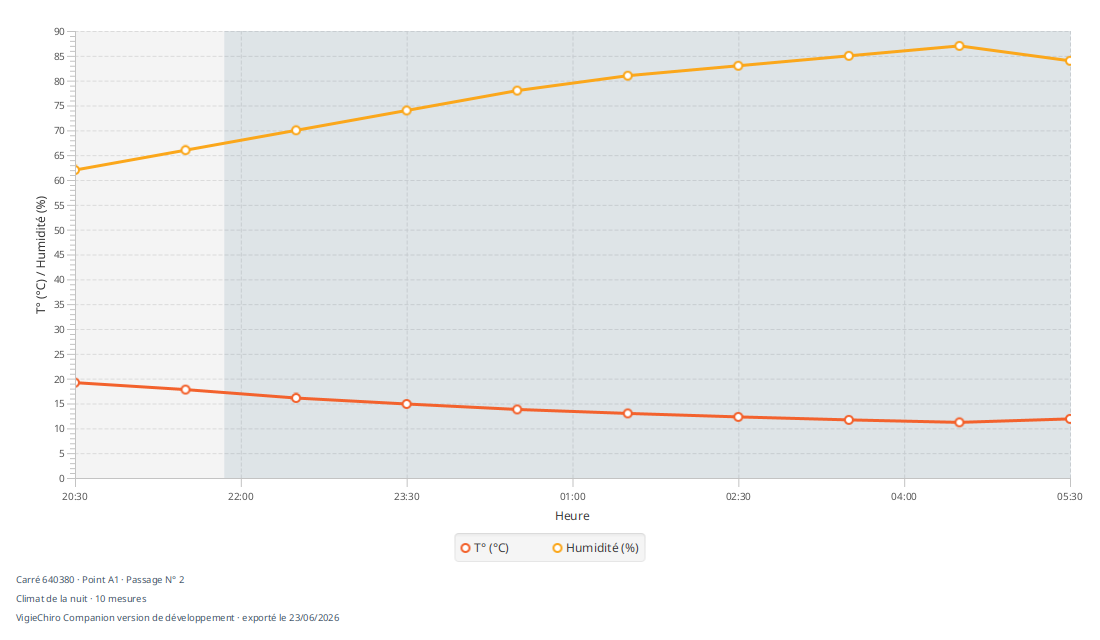 90
85
80
75
70
65
60
55
50
45
40
35
30
25
20
15
10
5
0
T° (°C) / Humidité (%)
20:30 22:00 23:30 01:00 02:30 04:00 05:30
Heure
T° (°C) Humidité (%)
Carré 640380 · Point A1 · Passage N° 2
Climat de la nuit · 10 mesures
VigieChiro Companion version de développement · exporté le 23/06/2026